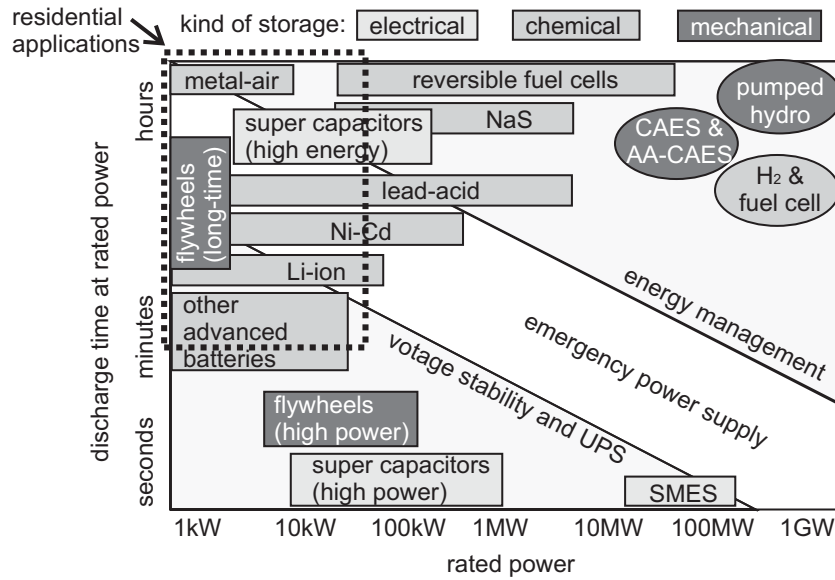 residential
applications
kind of storage:
electrical
chemical
mechanical
metal-air
reversible fuel cells
pumped
hydro
super capacitors
(high energy)
NaS
CAES &
AA-CAES
H2 &
fuel cell
flywheels
(long-time)
lead-acid
Ni-Cd
Li-ion
other
advanced
batteries
energy management
emergency power supply
votage stability and UPS
flywheels
(high power)
super capacitors
(high power)
SMES
discharge time at rated power
hours
minutes
seconds
1kW
10kW
100kW
1MW
10MW
100MW
1GW
rated power